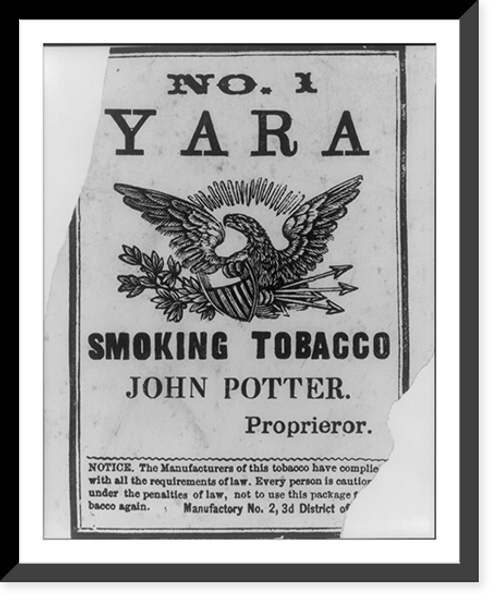 NO. 1
YARA
SMOKING TOBACCO
JOHN POTTER.
Proprieror.
NOTICE. The Manufacturers of this tobacco have complie
with all the requirements of law. Every person is caution
under the penalties of law, not to use this package f
bacco again. Manufactory No. 2, 3d District of